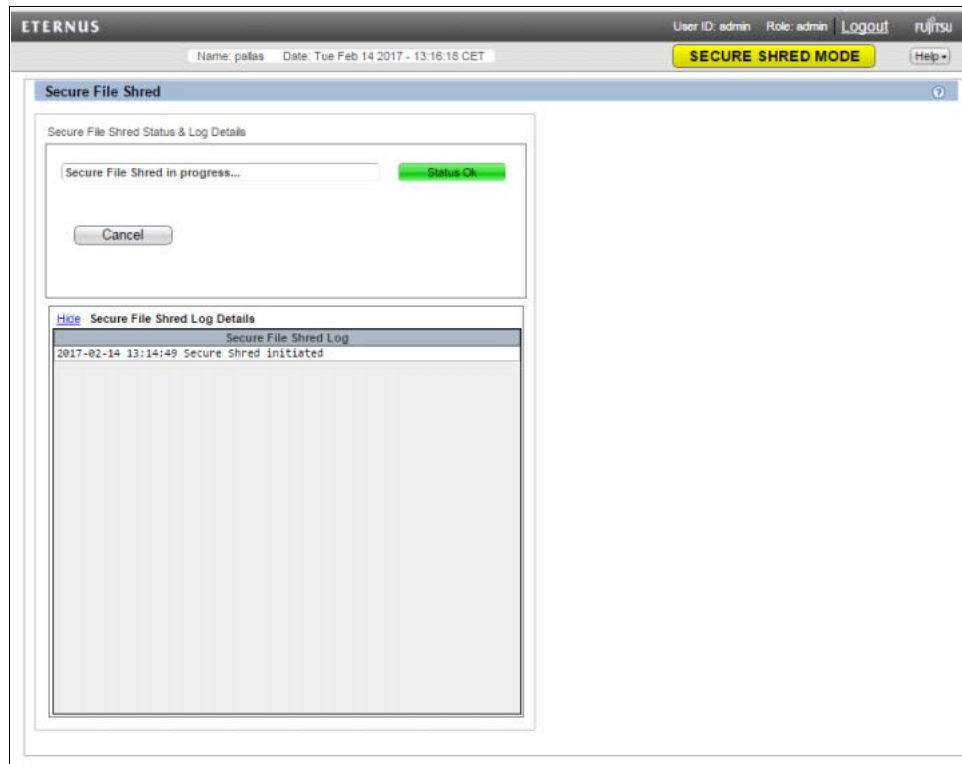 ETERNUS User ID: admin Role: admin Logout FUJITSU
Name: pallas Date: Tue Feb 14 2017 - 13:16:18 CET SECURE SHRED MODE Help
Secure File Shred ?
Secure File Shred Status & Log Details
Secure File Shred in progress... Status Ok
Cancel
Hide Secure File Shred Log Details
Secure File Shred Log
2017-02-14 13:14:49 Secure Shred initiated